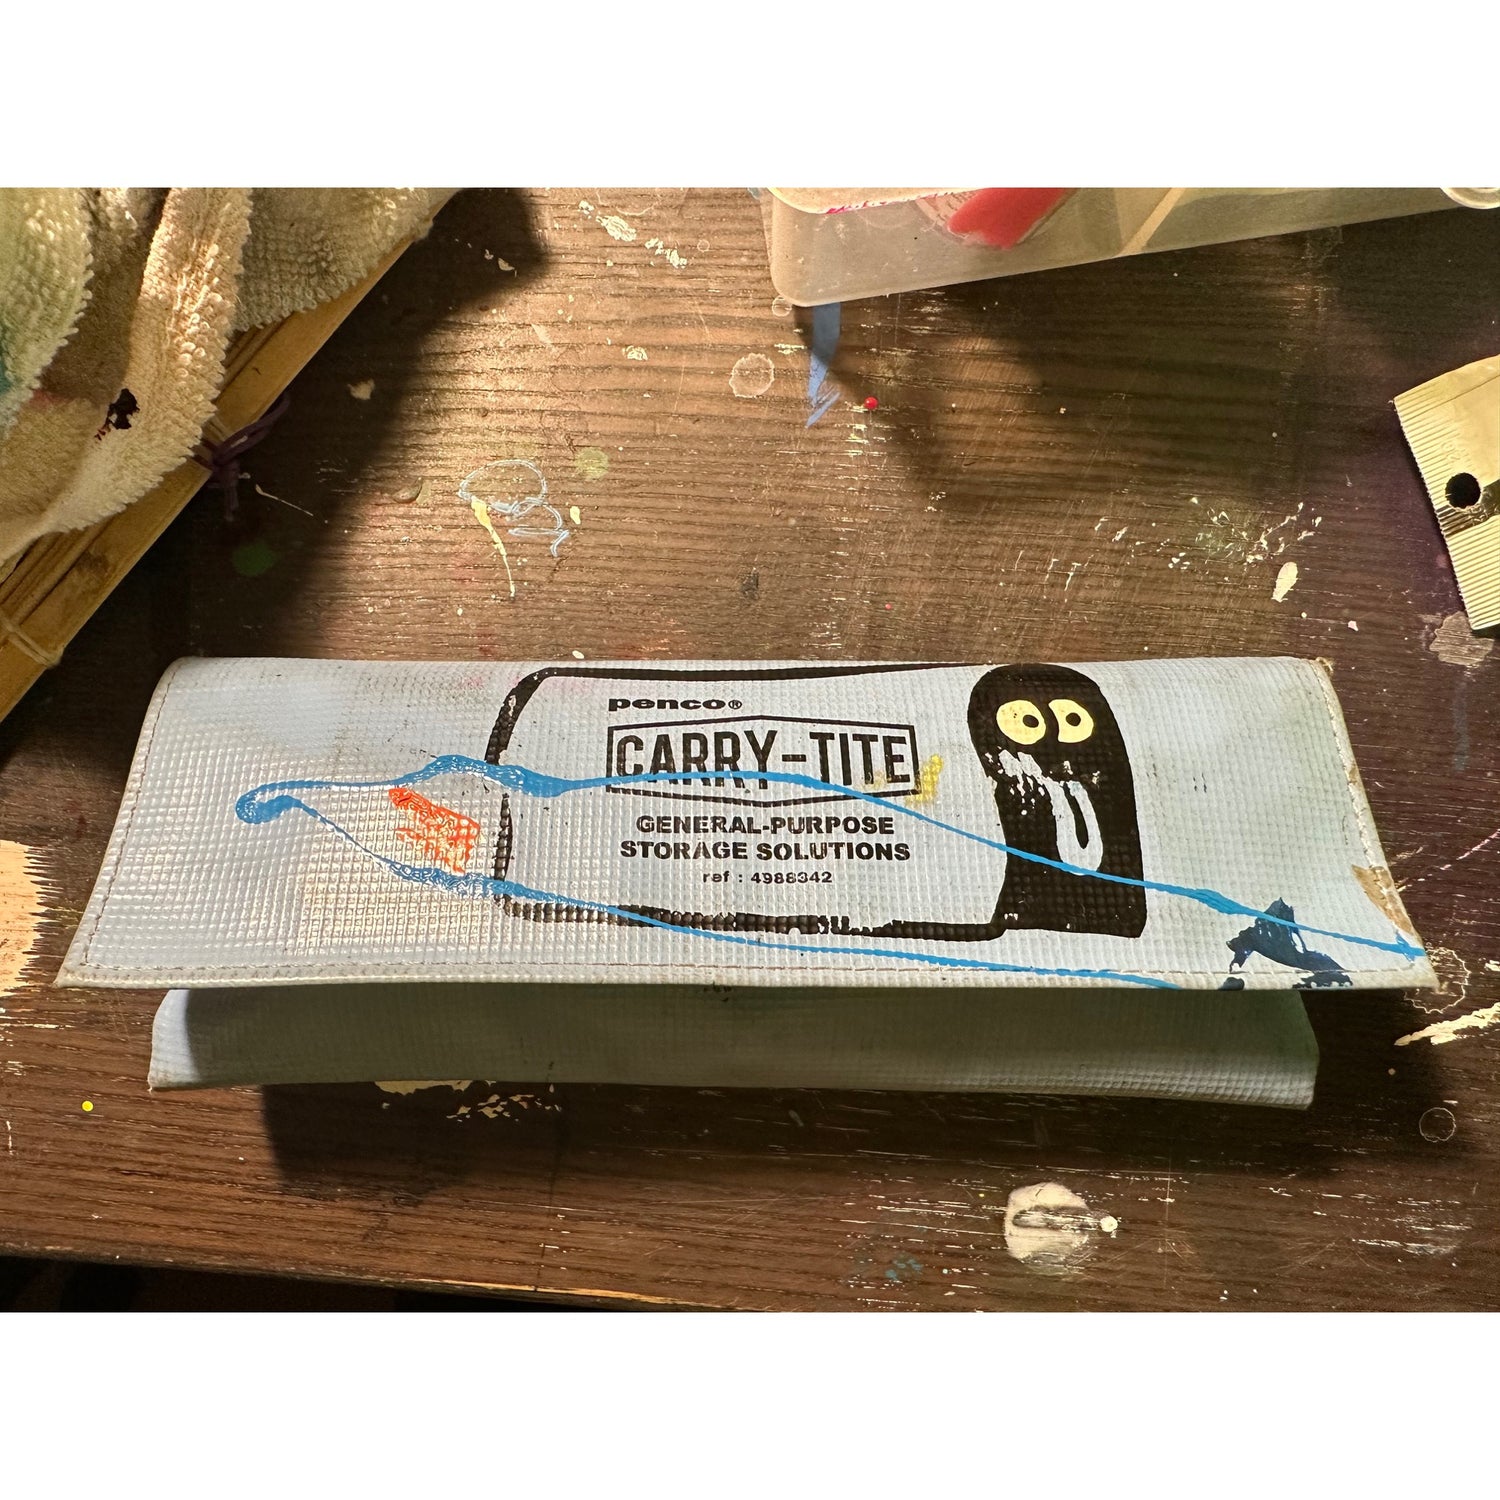 penco®
CARRY-TITE
GENERAL-PURPOSE
STORAGE SOLUTIONS
ref : 4988342